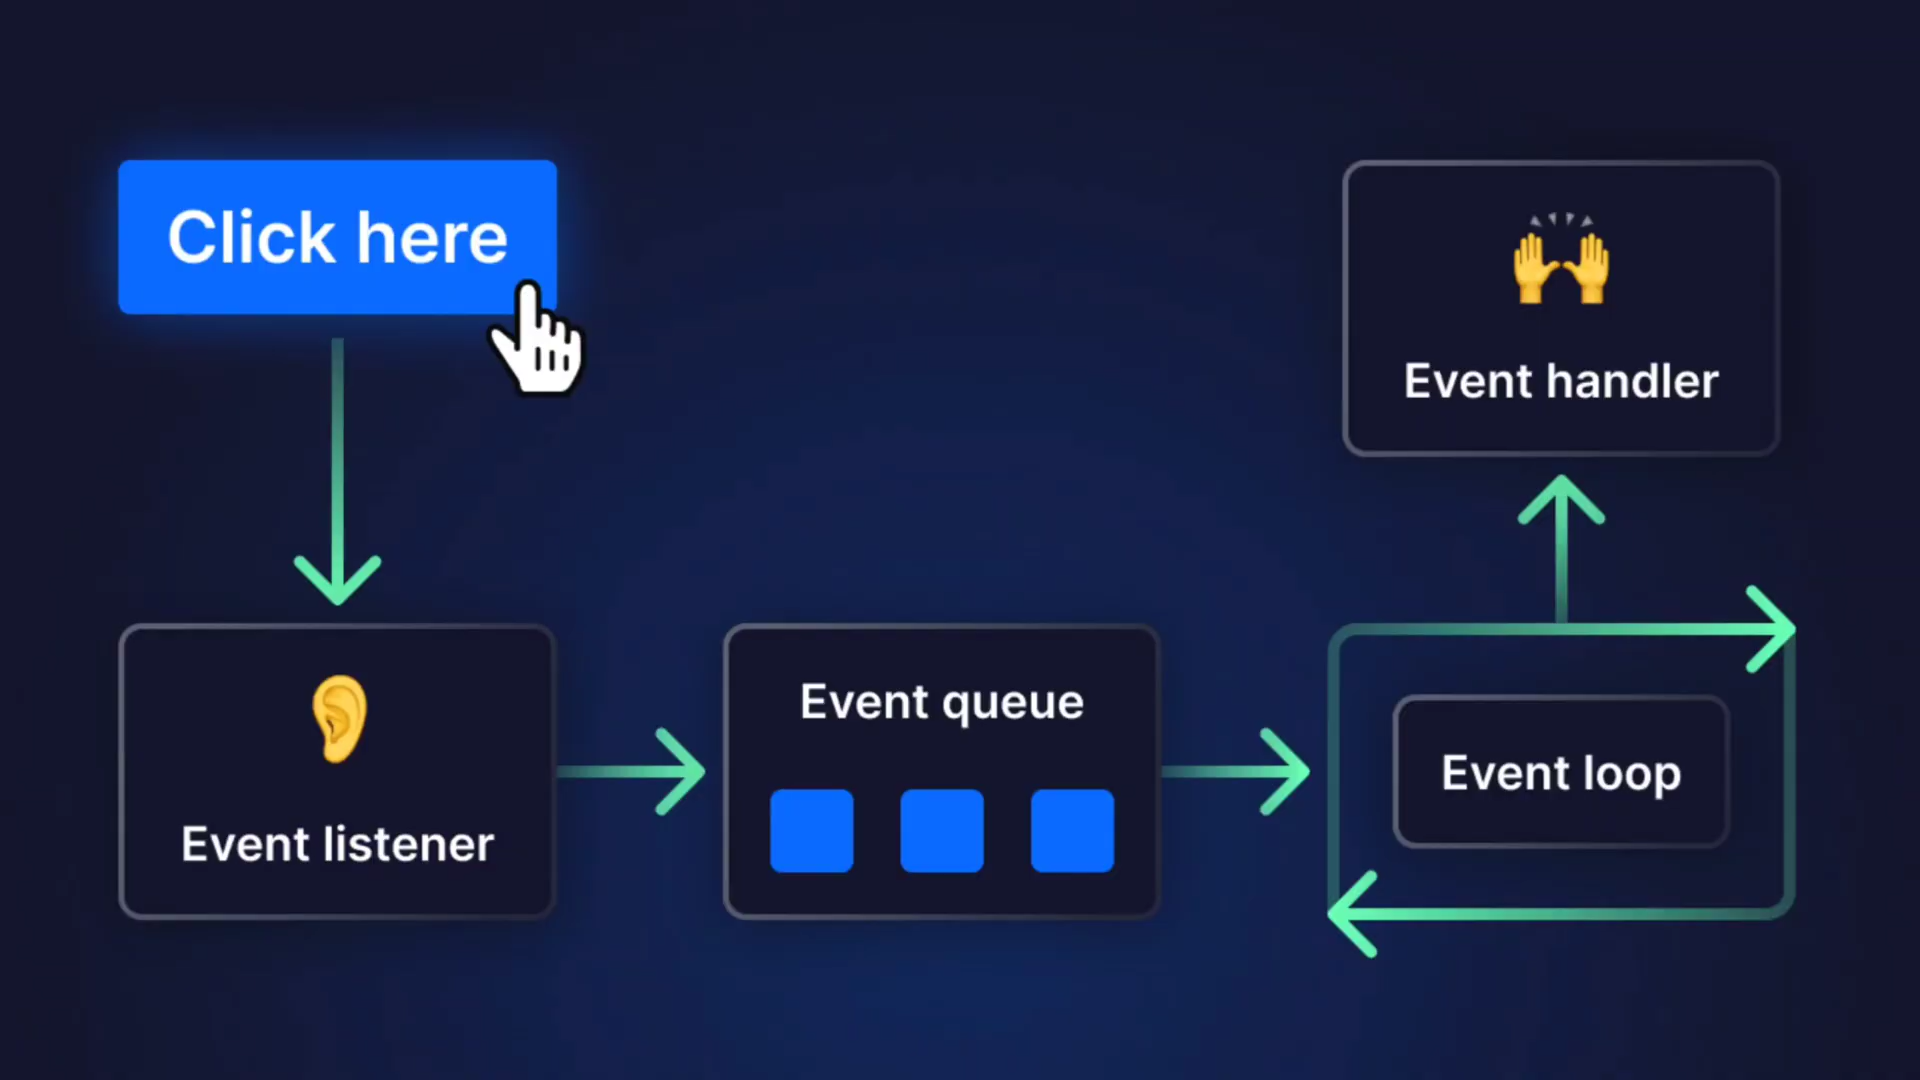 Click here
Event handler
Event listener
Event queue
Event loop